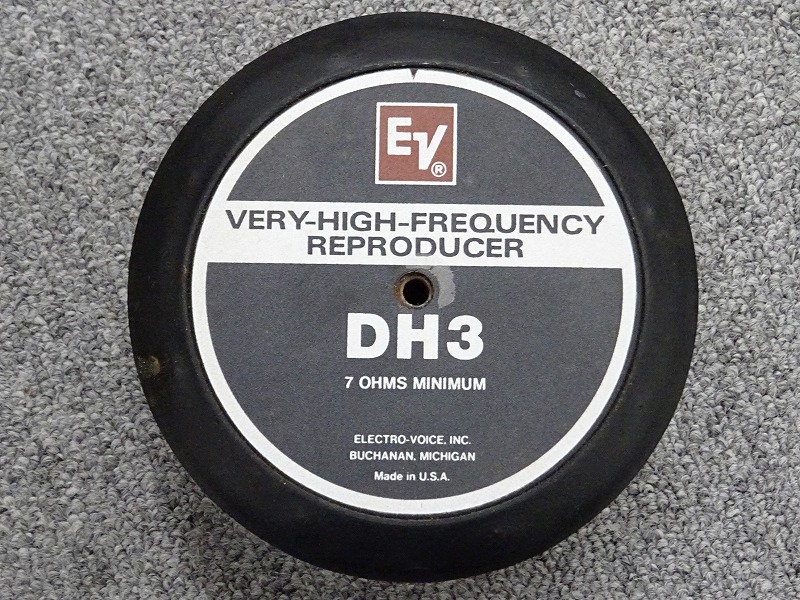 EV®
VERY-HIGH-FREQUENCY
REPRODUCER
DH3
7 OHMS MINIMUM
ELECTRO-VOICE, INC.
BUCHANAN, MICHIGAN
Made in U.S.A.